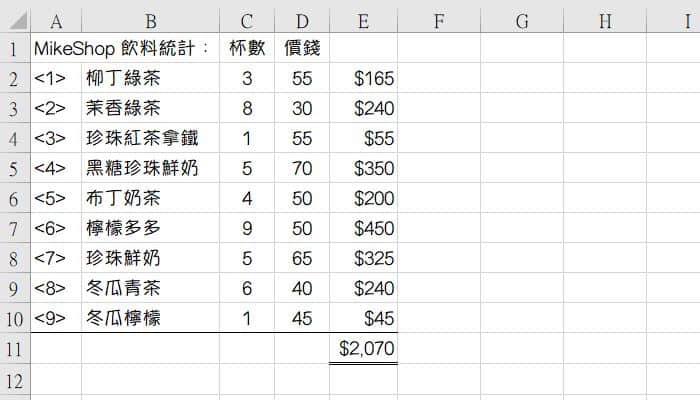 A B C D E F G H I
1 MikeShop 飲料統計： 杯數 價錢
2 <1> 柳丁綠茶 3 55 $165
3 <2> 茉香綠茶 8 30 $240
4 <3> 珍珠紅茶拿鐵 1 55 $55
5 <4> 黑糖珍珠鮮奶 5 70 $350
6 <5> 布丁奶茶 4 50 $200
7 <6> 檸檬多多 9 50 $450
8 <7> 珍珠鮮奶 5 65 $325
9 <8> 冬瓜青茶 6 40 $240
10 <9> 冬瓜檸檬 1 45 $45
11 $2,070
12